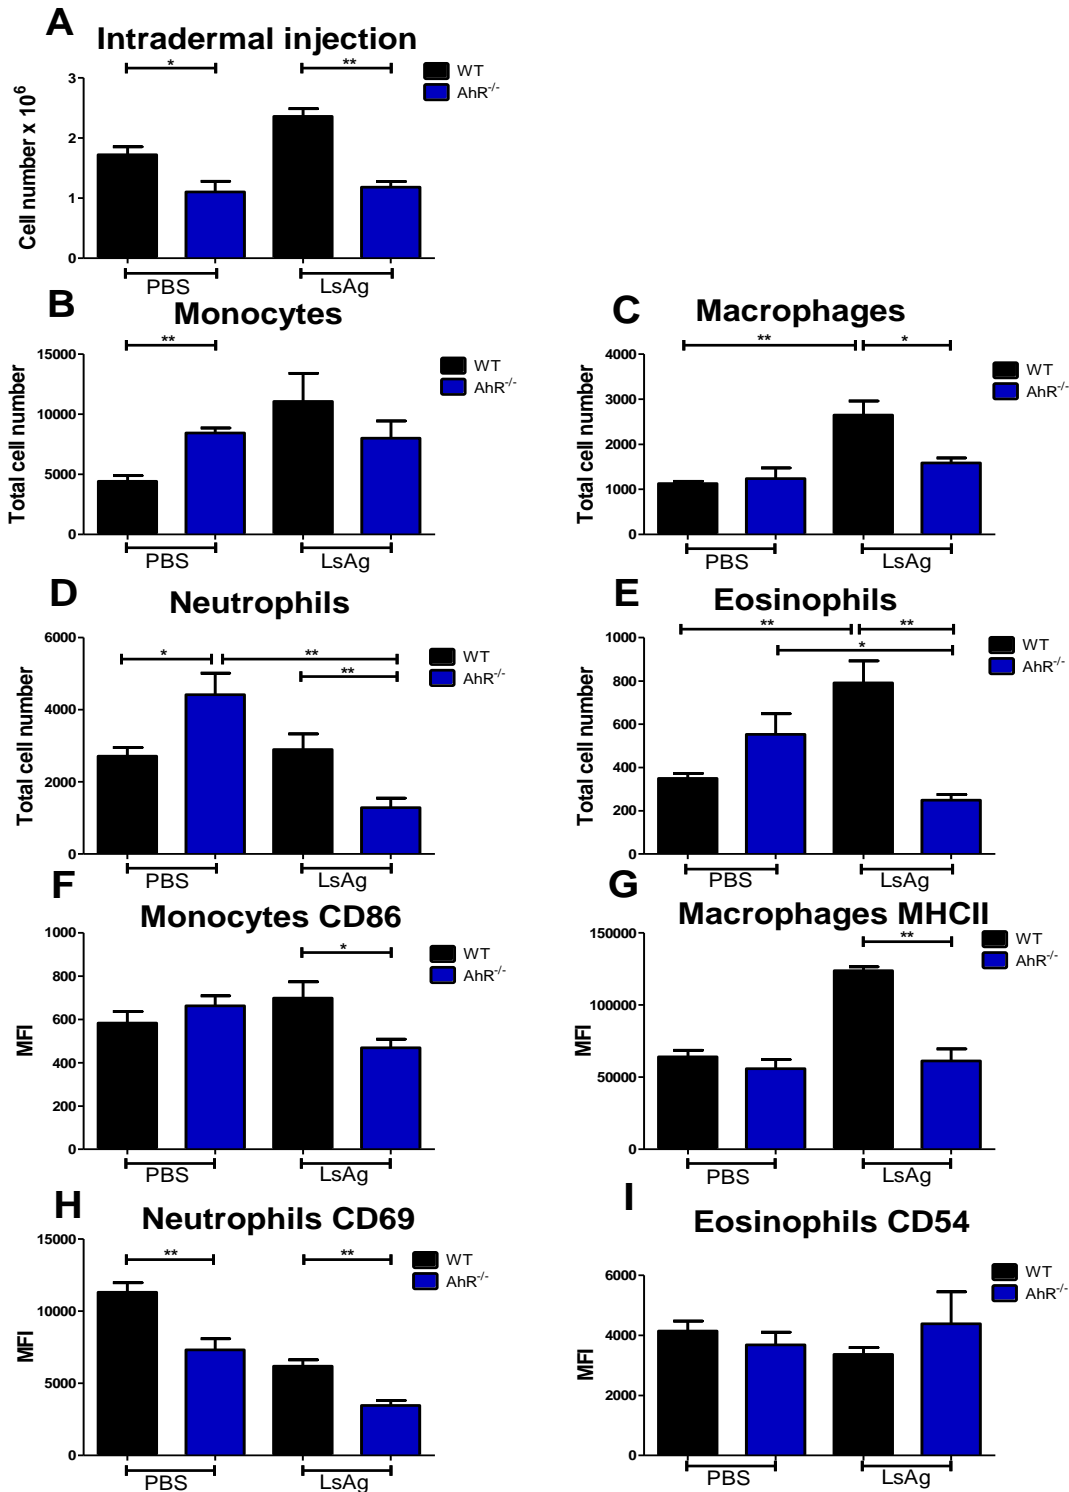 A
Intradermal injection
*
**
WT
AhR-/-
Cell number x 10^6
3
2
1
0
PBS
LsAg
B
Monocytes
**
WT
AhR-/-
Total cell number
15000
10000
5000
0
PBS
LsAg
C
Macrophages
**
*
WT
AhR-/-
Total cell number
4000
3000
2000
1000
0
PBS
LsAg
D
Neutrophils
*
**
**
WT
AhR-/-
Total cell number
6000
4000
2000
0
PBS
LsAg
E
Eosinophils
**
**
*
WT
AhR-/-
Total cell number
1000
800
600
400
200
0
PBS
LsAg
F
Monocytes CD86
*
WT
AhR-/-
MFI
1000
800
600
400
200
0
PBS
LsAg
G
Macrophages MHCII
**
WT
AhR-/-
MFI
150000
100000
50000
0
PBS
LsAg
H
Neutrophils CD69
**
**
WT
AhR-/-
MFI
15000
10000
5000
0
PBS
LsAg
I
Eosinophils CD54
WT
AhR-/-
MFI
6000
4000
2000
0
PBS
LsAg